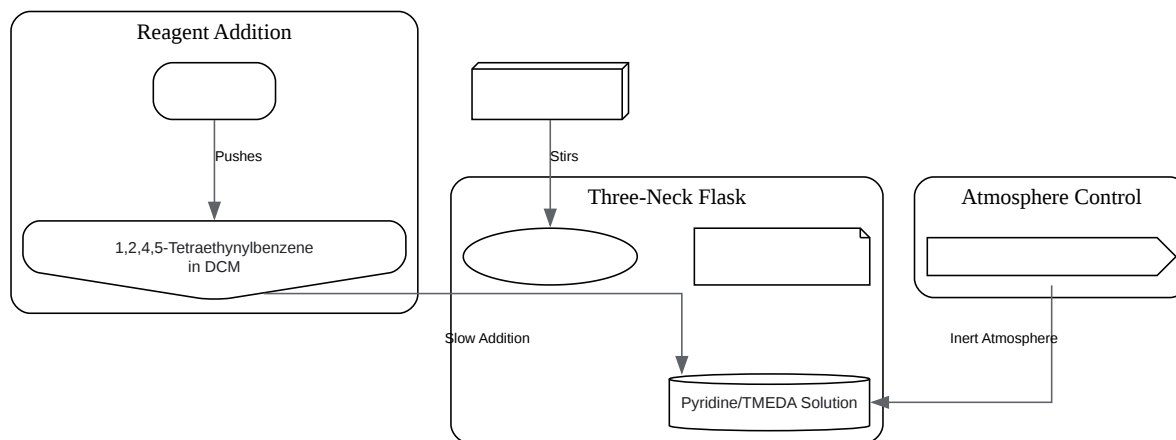 Reagent Addition
Pushes
Stirs
Three-Neck Flask
Atmosphere Control
1,2,4,5-Tetraethynylbenzene
in DCM
Slow Addition
Inert Atmosphere
Pyridine/TMEDA Solution